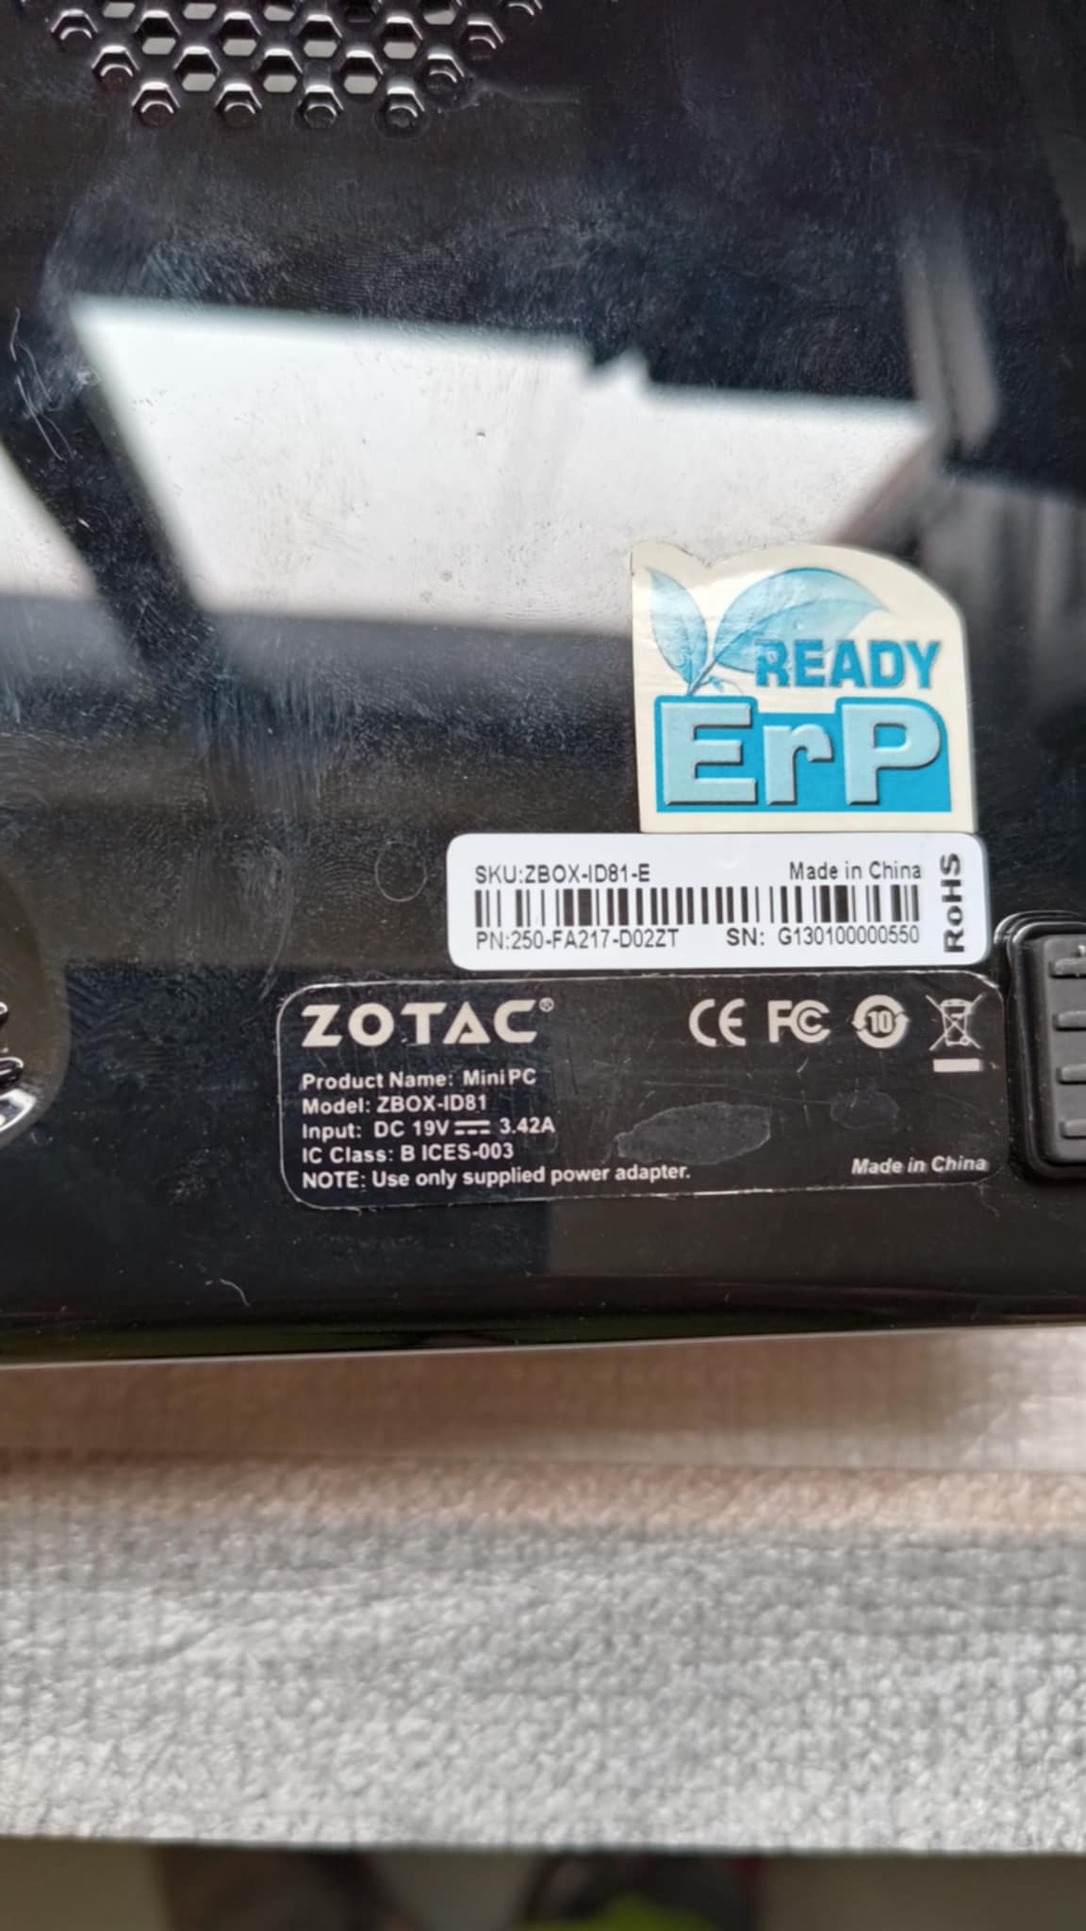 READY
ErP
SKU:ZBOX-ID81-E Made in China
RoHS
PN:250-FA217-D02ZT SN: G130100000550
ZOTAC® CE FC 10
Product Name: Mini PC
Model: ZBOX-ID81
Input: DC 19V 3.42A
IC Class: B ICES-003
NOTE: Use only supplied power adapter.
Made in China